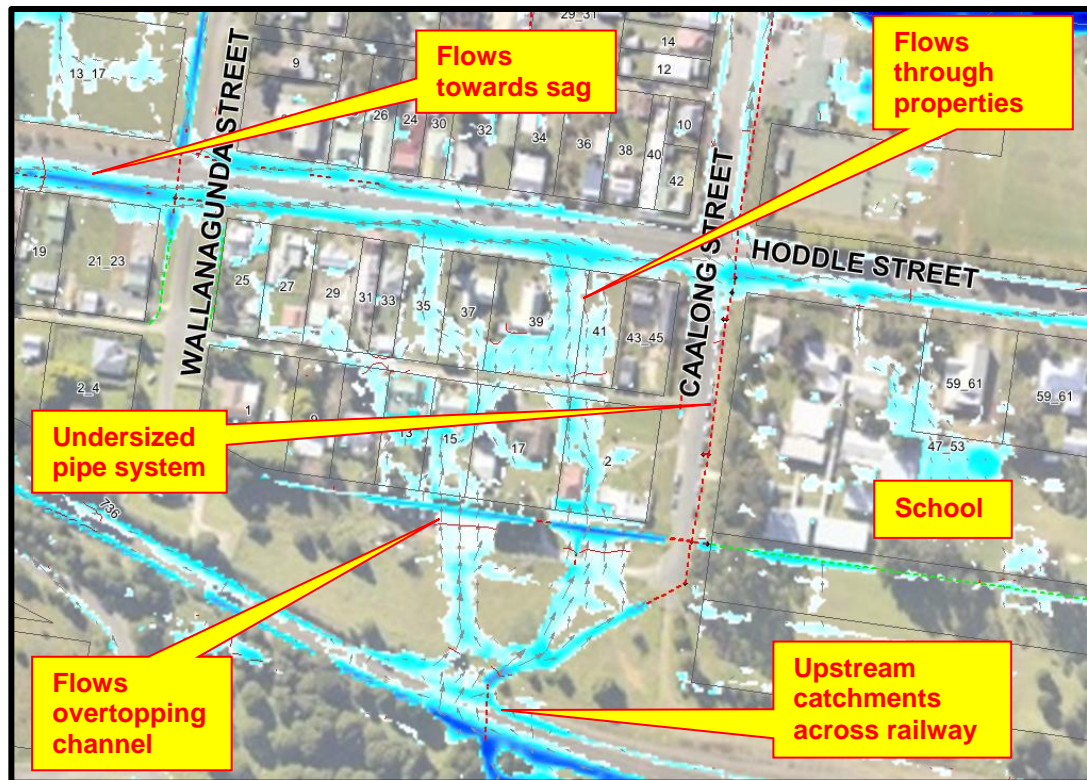 29_31
14
12
9
13_17
Flows
towards sag
Flows
through
properties
26
24
30
32
34
36
38
40
10
42
WALLANAGUNDA STREET
CAALONG STREET
HODDLE STREET
19
21_23
25
27
29
31
33
35
37
39
41
43_45
2_4
1
9
13
15
17
2
59_61
59_61
47_53
Undersized
pipe system
School
736
Flows
overtopping
channel
Upstream
catchments
across railway